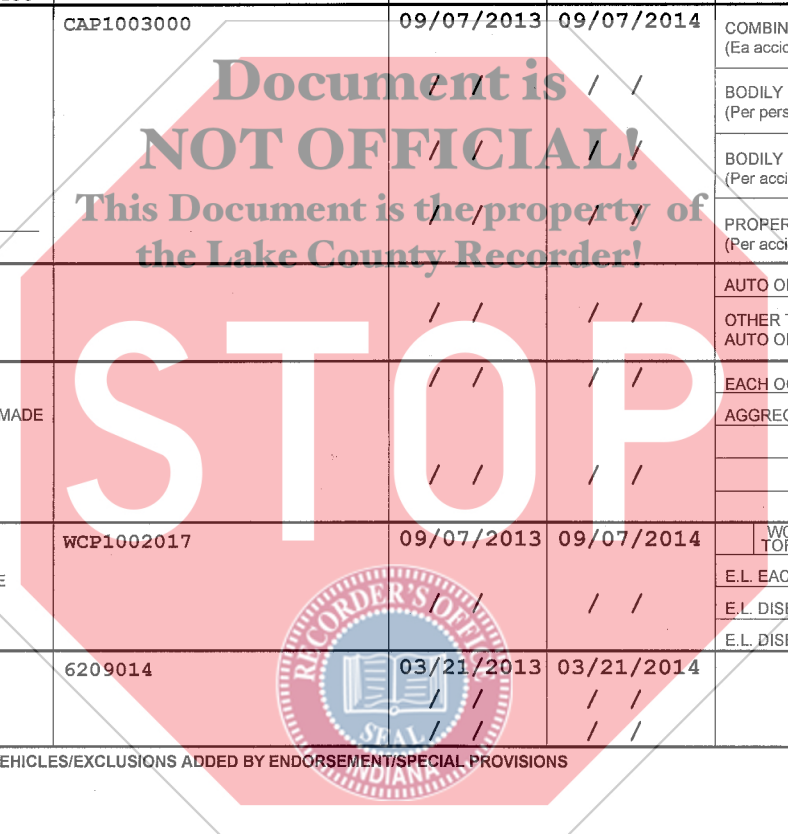 CAP1003000 09/07/2013 09/07/2014 COMBIN
(Ea accid
Document is
/ / / / BODILY
(Per pers
NOT OFFICIAL!
/ / / / BODILY
(Per acci
This Document is the property of
/ / / / PROPER
(Per acci
the Lake County Recorder!
AUTO O
/ / / / OTHER T
AUTO O
STOP
/ / / / EACH O
MADE AGGREG
/ / / /
WCP1002017 09/07/2013 09/07/2014 WC
TOR
E E.L. EAC
/ / / / E.L. DISE
E.L. DISE
RECORDER'S OFFICE
SEAL
INDIANA
6209014 03/21/2013 03/21/2014
/ / / /
/ / / /
EHICLES/EXCLUSIONS ADDED BY ENDORSEMENT/SPECIAL PROVISIONS